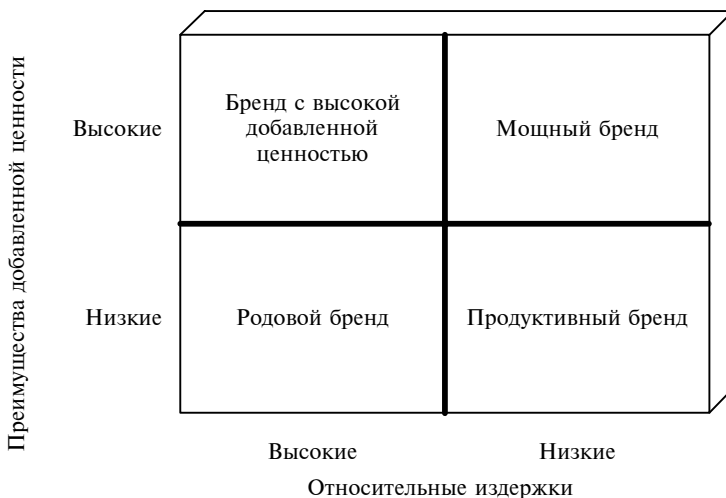 Преимущества добавленной ценности
Высокие
Бренд с высокой
добавленной
ценностью
Мощный бренд
Низкие
Родовой бренд
Продуктивный бренд
Высокие
Низкие
Относительные издержки